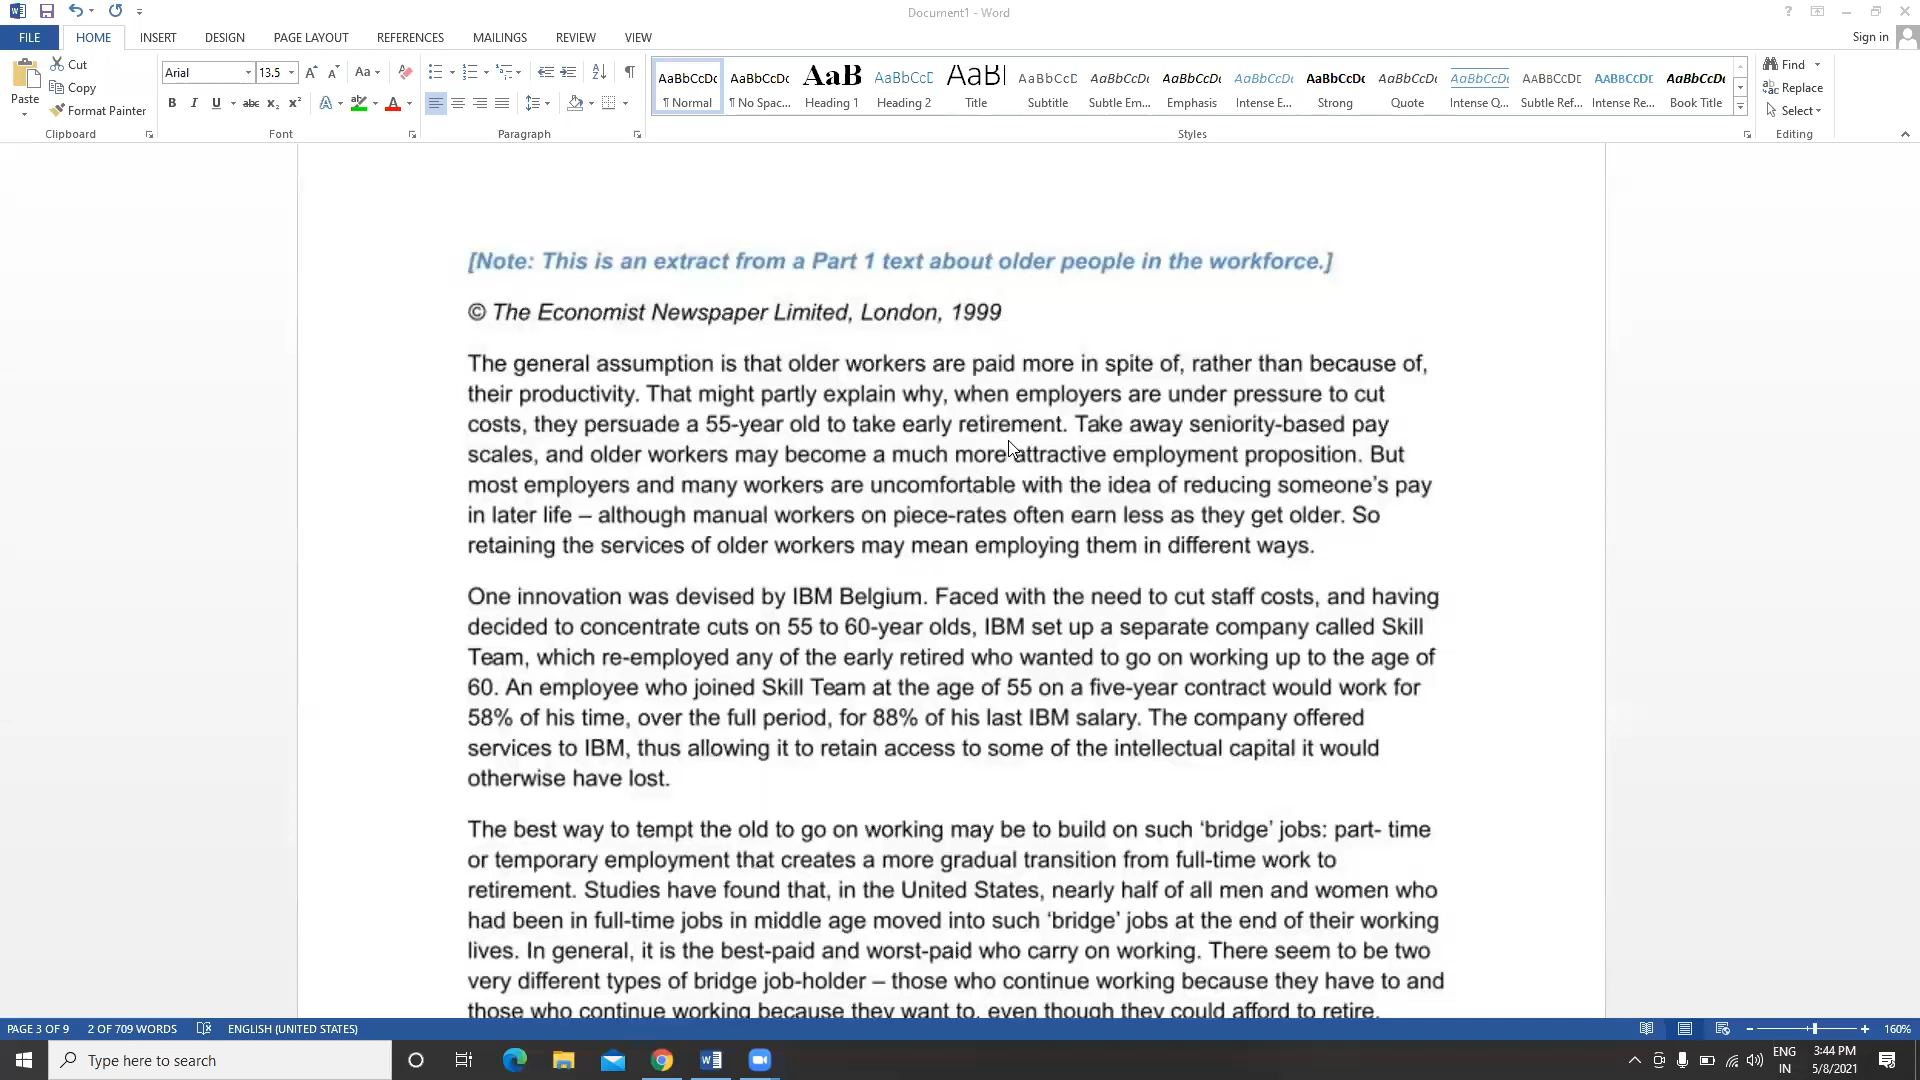 Document1 - Word
FILE HOME INSERT DESIGN PAGE LAYOUT REFERENCES MAILINGS REVIEW VIEW
Sign in
Paste
Cut
Copy
Format Painter
Clipboard
Arial 13.5
Font
Paragraph
AaBbCcDc AaBbCcDc AaB AaBbCcD AaBl AaBbCcD AaBbCcDc AaBbCcDc AaBbCcDc AaBbCcDc AaBbCcDc AaBbCcDc AABBCCDE AABBCCDE AaBbCcDc
¶ Normal ¶ No Spac... Heading 1 Heading 2 Title Subtitle Subtle Em... Emphasis Intense E... Strong Quote Intense Q... Subtle Ref... Intense Re... Book Title
Styles
Find
Replace
Select
Editing
[Note: This is an extract from a Part 1 text about older people in the workforce.]
© The Economist Newspaper Limited, London, 1999
The general assumption is that older workers are paid more in spite of, rather than because of,
their productivity. That might partly explain why, when employers are under pressure to cut
costs, they persuade a 55-year old to take early retirement. Take away seniority-based pay
scales, and older workers may become a much more attractive employment proposition. But
most employers and many workers are uncomfortable with the idea of reducing someone's pay
in later life – although manual workers on piece-rates often earn less as they get older. So
retaining the services of older workers may mean employing them in different ways.
One innovation was devised by IBM Belgium. Faced with the need to cut staff costs, and having
decided to concentrate cuts on 55 to 60-year olds, IBM set up a separate company called Skill
Team, which re-employed any of the early retired who wanted to go on working up to the age of
60. An employee who joined Skill Team at the age of 55 on a five-year contract would work for
58% of his time, over the full period, for 88% of his last IBM salary. The company offered
services to IBM, thus allowing it to retain access to some of the intellectual capital it would
otherwise have lost.
The best way to tempt the old to go on working may be to build on such ‘bridge’ jobs: part- time
or temporary employment that creates a more gradual transition from full-time work to
retirement. Studies have found that, in the United States, nearly half of all men and women who
had been in full-time jobs in middle age moved into such ‘bridge’ jobs at the end of their working
lives. In general, it is the best-paid and worst-paid who carry on working. There seem to be two
very different types of bridge job-holder – those who continue working because they have to and
those who continue working because they want to, even though they could afford to retire.
PAGE 3 OF 9 2 OF 709 WORDS ENGLISH (UNITED STATES) 160%
Type here to search
ENG
IN
3:44 PM
5/8/2021